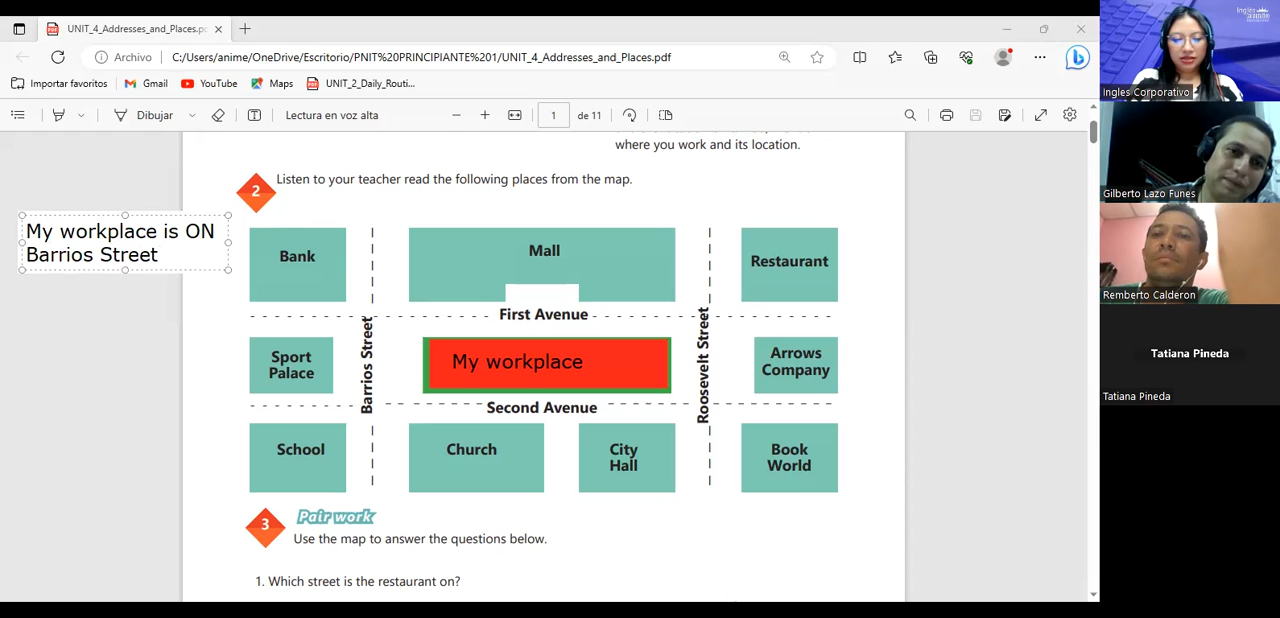 UNIT_4_Addresses_and_Places.pc
Archivo
C:/Users/anime/OneDrive/Escritorio/PNIT%20PRINCIPIANTE%201/UNIT_4_Addresses_and_Places.pdf
Importar favoritos
Gmail
YouTube
Maps
UNIT_2_Daily_Routi...
Dibujar
Lectura en voz alta
1
de 11
where you work and its location.
2
Listen to your teacher read the following places from the map.
My workplace is ON
Barrios Street
Bank
Mall
Restaurant
First Avenue
Barrios Street
Roosevelt Street
Sport
Palace
My workplace
Arrows
Company
Second Avenue
School
Church
City
Hall
Book
World
3
Pair work
Use the map to answer the questions below.
1. Which street is the restaurant on?
Ingles Corporativo
Gilberto Lazo Funes
Remberto Calderon
Tatiana Pineda
Tatiana Pineda